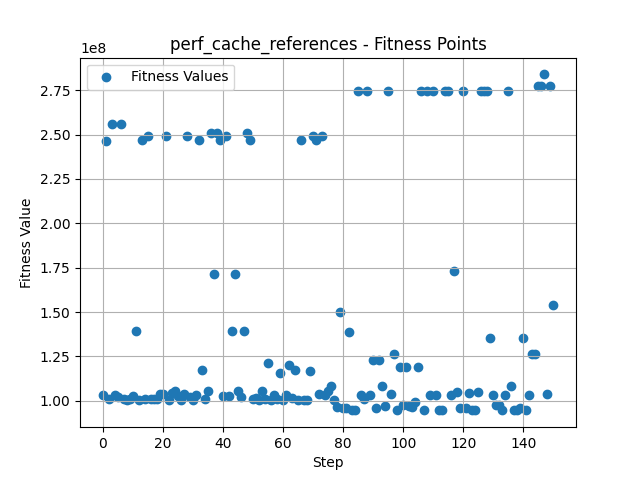 perf_cache_references - Fitness Points
1e8
Fitness Values
2.75
2.50
2.25
2.00
1.75
1.50
1.25
1.00
Fitness Value
0 20 40 60 80 100 120 140
Step